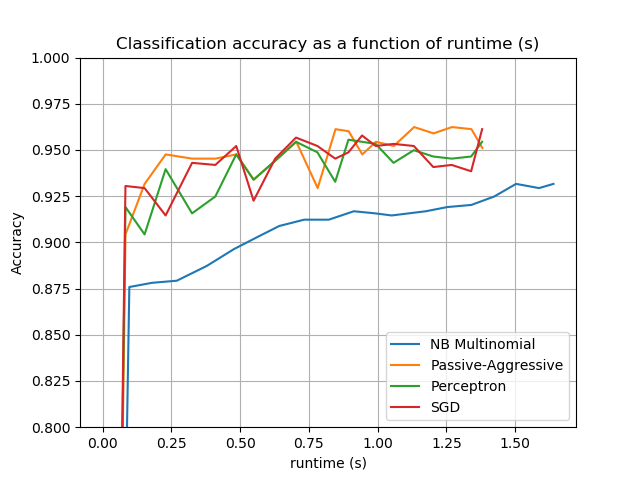 Classification accuracy as a function of runtime (s)
1.000
0.975
0.950
0.925
0.900
0.875
0.850
0.825
0.800
Accuracy
NB Multinomial
Passive-Aggressive
Perceptron
SGD
0.00 0.25 0.50 0.75 1.00 1.25 1.50
runtime (s)